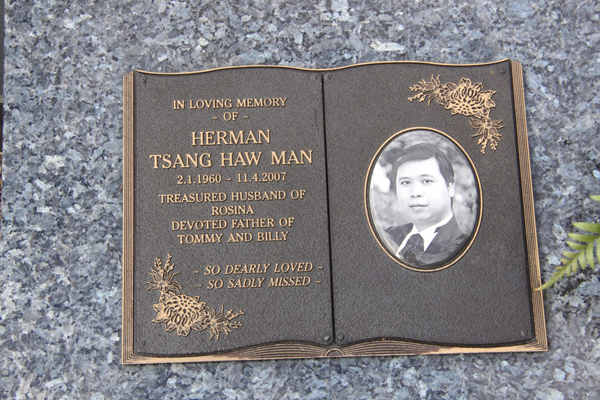 IN LOVING MEMORY
- OF -
HERMAN
TSANG HAW MAN
2.1.1960 - 11.4.2007
TREASURED HUSBAND OF
ROSINA
DEVOTED FATHER OF
TOMMY AND BILLY
- SO DEARLY LOVED -
- SO SADLY MISSED -